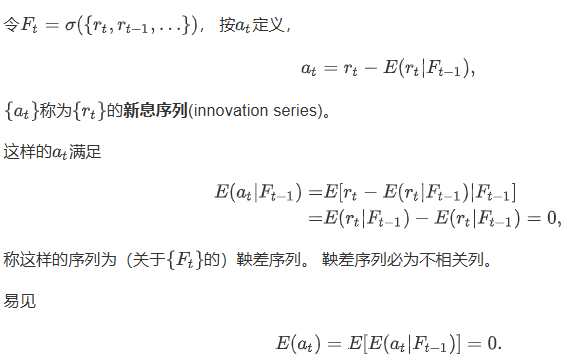 令$F_t = \sigma(\{r_t, r_{t-1}, \ldots\})$， 按$a_t$定义，
$a_t = r_t - E(r_t|F_{t-1}),$
$\{a_t\}$称为$\{r_t\}$的新息序列(innovation series)。
这样的$a_t$满足
$E(a_t|F_{t-1}) = E[r_t - E(r_t|F_{t-1})|F_{t-1}]$
$= E(r_t|F_{t-1}) - E(r_t|F_{t-1}) = 0,$
称这样的序列为（关于$\{F_t\}$的）鞅差序列。 鞅差序列必为不相关列。
易见
$E(a_t) = E[E(a_t|F_{t-1})] = 0.$